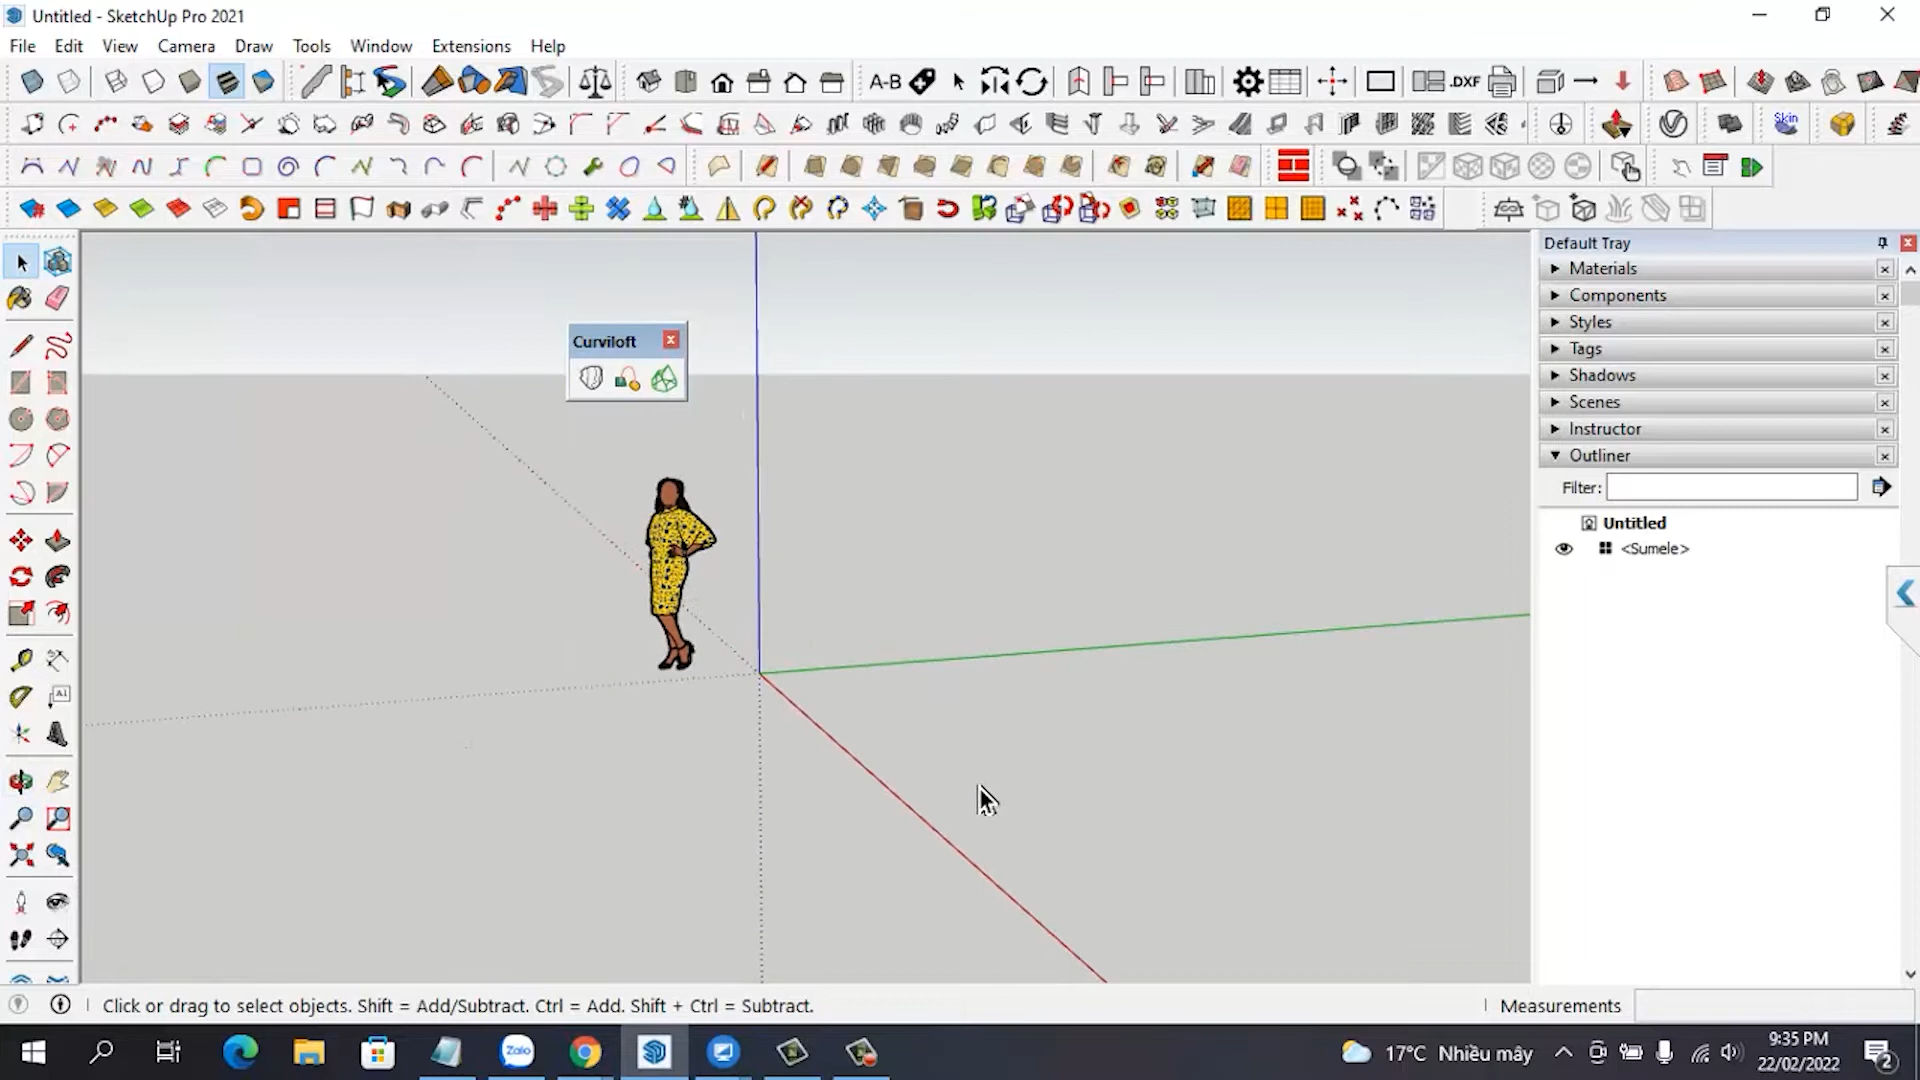 Untitled - SketchUp Pro 2021
File Edit View Camera Draw Tools Window Extensions Help
A-B
.DXF
Skin
Default Tray
Materials
Components
Styles
Tags
Shadows
Scenes
Instructor
Outliner
Filter:
Untitled
<Sumele>
Curviloft
A1
Click or drag to select objects. Shift = Add/Subtract. Ctrl = Add. Shift + Ctrl = Subtract.
Measurements
Zalo
17°C Nhiều mây
9:35 PM
22/02/2022
2